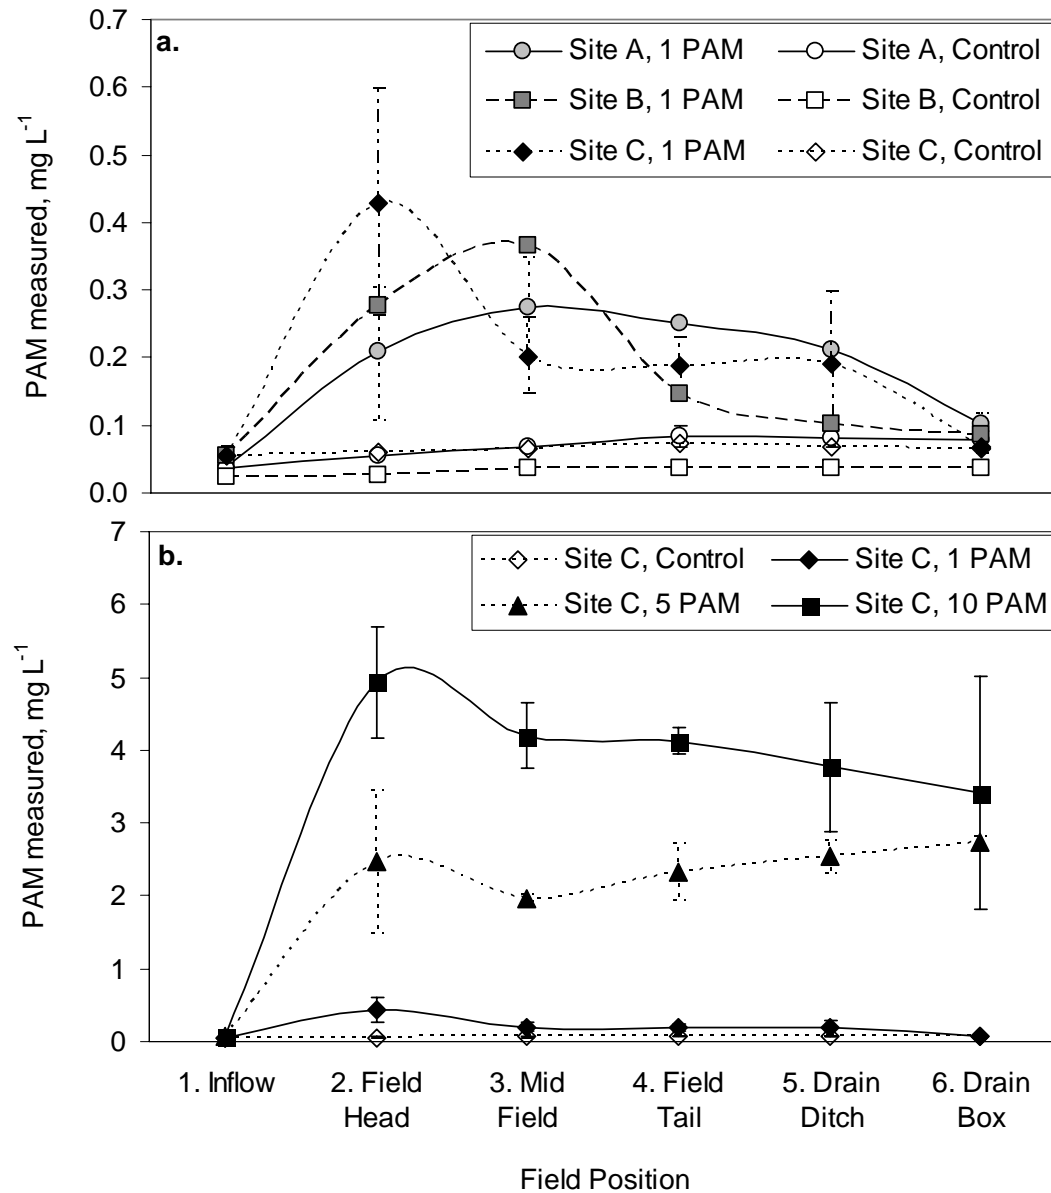 0.7
0.6
0.5
0.4
0.3
0.2
0.1
0.0
PAM measured, mg L-1
a.
Site A, 1 PAM
Site A, Control
Site B, 1 PAM
Site B, Control
Site C, 1 PAM
Site C, Control
7
6
5
4
3
2
1
0
PAM measured, mg L-1
b.
Site C, Control
Site C, 1 PAM
Site C, 5 PAM
Site C, 10 PAM
1. Inflow
2. Field
Head
3. Mid
Field
4. Field
Tail
5. Drain
Ditch
6. Drain
Box
Field Position